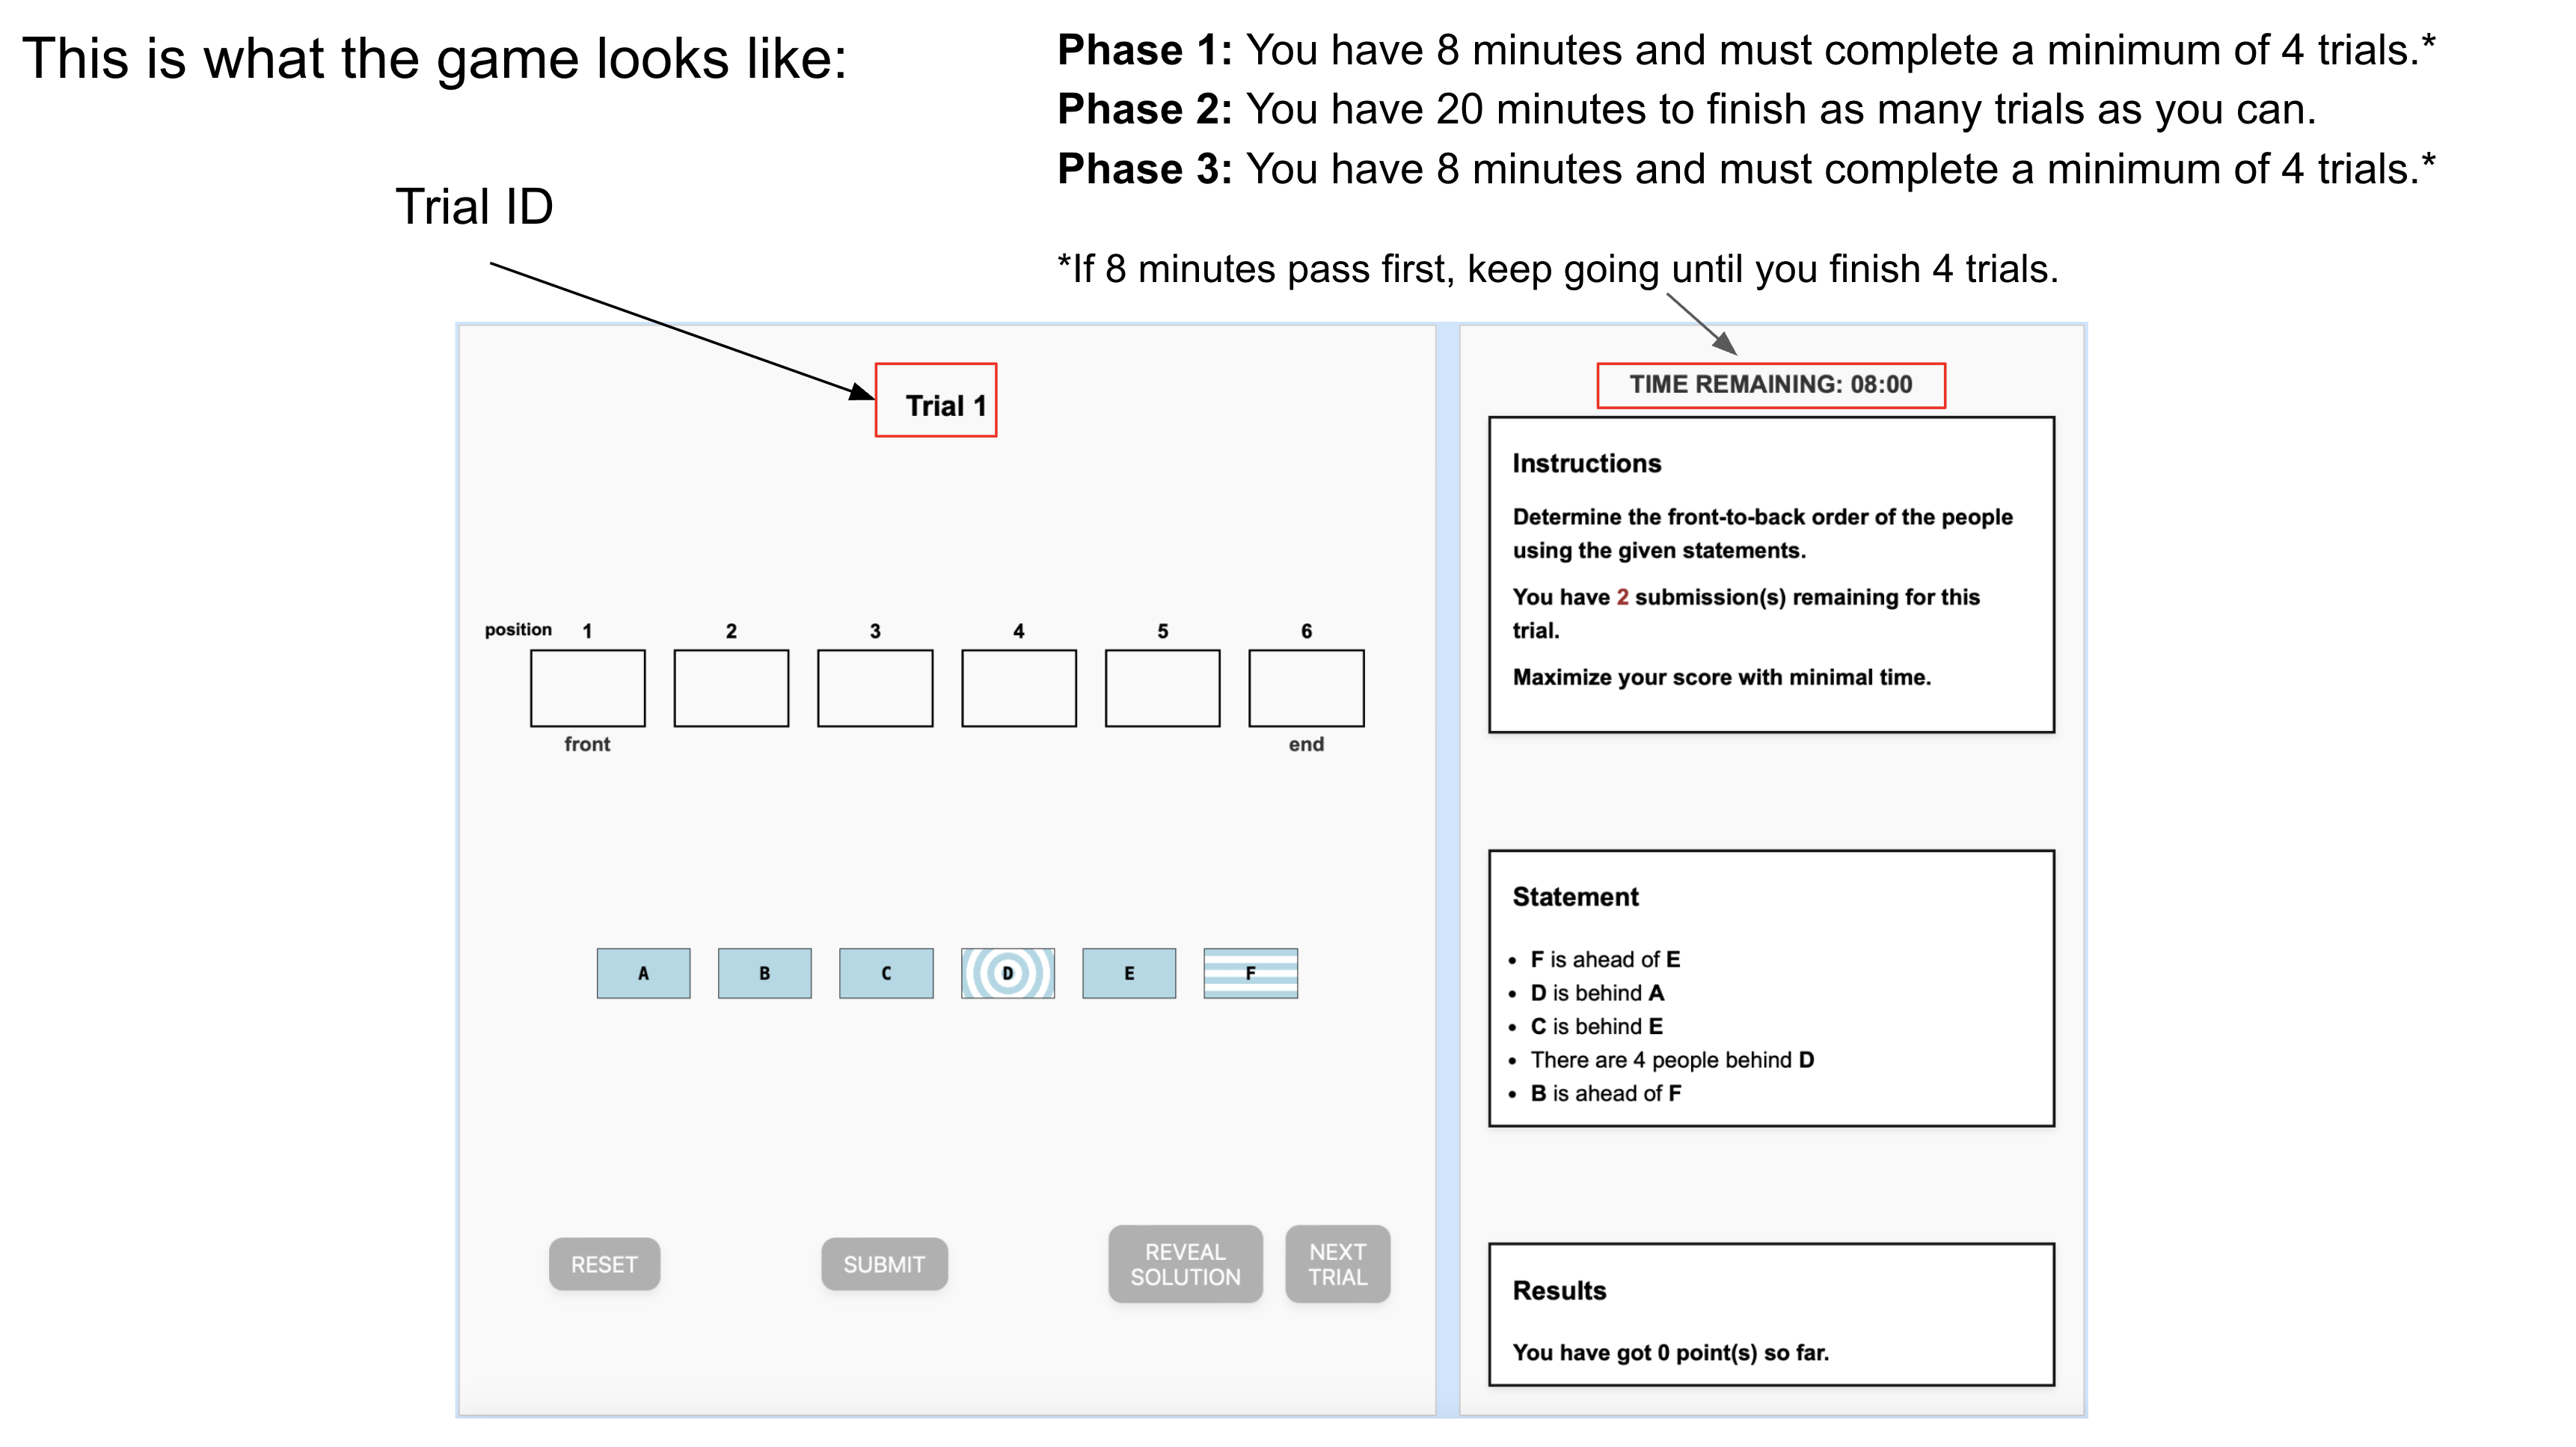 This is what the game looks like:
Phase 1: You have 8 minutes and must complete a minimum of 4 trials.*
Phase 2: You have 20 minutes to finish as many trials as you can.
Phase 3: You have 8 minutes and must complete a minimum of 4 trials.*
*If 8 minutes pass first, keep going until you finish 4 trials.
Trial ID
Trial 1
position 1 2 3 4 5 6
front end
A B C D E F
RESET
SUBMIT
REVEAL
SOLUTION
NEXT
TRIAL
TIME REMAINING: 08:00
Instructions
Determine the front-to-back order of the people
using the given statements.
You have 2 submission(s) remaining for this
trial.
Maximize your score with minimal time.
Statement
• F is ahead of E
• D is behind A
• C is behind E
• There are 4 people behind D
• B is ahead of F
Results
You have got 0 point(s) so far.